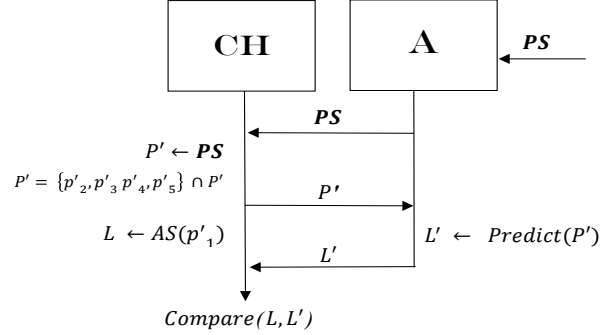 CH A
PS
PS
P' ← PS
P' = {p'₂, p'₃ p'₄, p'₅} ∩ P'
P'
L ← AS(p'₁)
L' ← Predict(P')
L'
Compare(L, L')